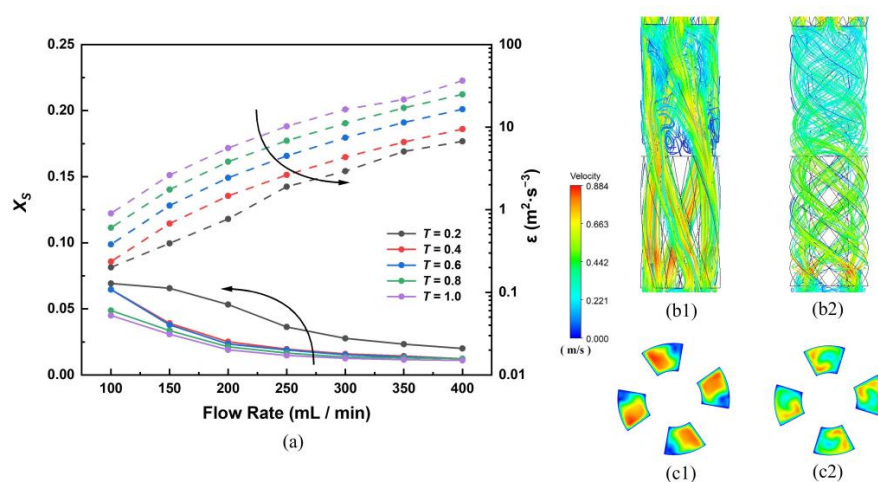 0.25
0.20
0.15
0.10
0.05
0.00
X_S
100
10
1
0.1
0.01
ε (m²·s⁻³)
T = 0.2
T = 0.4
T = 0.6
T = 0.8
T = 1.0
100 150 200 250 300 350 400
Flow Rate (mL / min)
(a)
Velocity
0.884
0.663
0.442
0.221
0.000
( m/s )
(b1) (b2)
(c1) (c2)